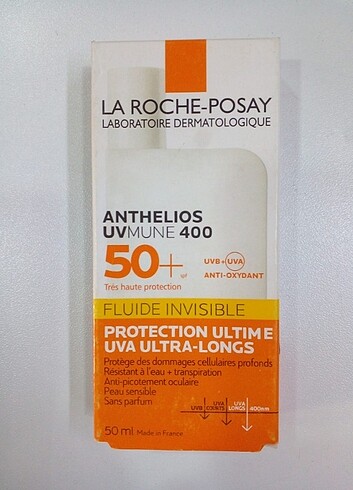 LA ROCHE-POSAY
LABORATOIRE DERMATOLOGIQUE
ANTHELIOS
UVMUNE 400
50+
Très haute protection
UVB+UVA
ANTI-OXYDANT
FLUIDE INVISIBLE
PROTECTION ULTIME
UVA ULTRA-LONGS
Protège des dommages cellulaires profonds
Résistant à l'eau + transpiration
Anti-picotement oculaire
Peau sensible
Sans parfum
UVB
UVA COURTS
UVA LONGS
400nm
50 ml Made in France